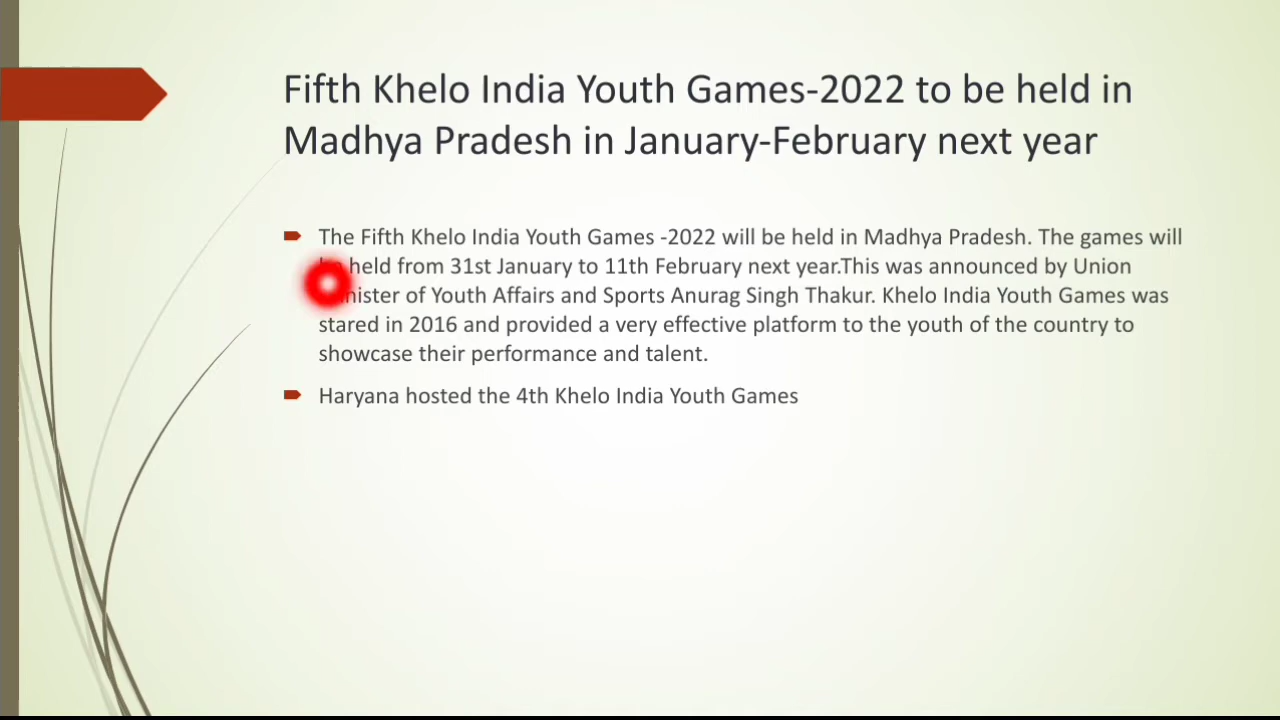 Fifth Khelo India Youth Games-2022 to be held in
Madhya Pradesh in January-February next year
The Fifth Khelo India Youth Games -2022 will be held in Madhya Pradesh. The games will
held from 31st January to 11th February next year.This was announced by Union
of Youth Affairs and Sports Anurag Singh Thakur. Khelo India Youth Games was
stared in 2016 and provided a very effective platform to the youth of the country to
showcase their performance and talent.
Haryana hosted the 4th Khelo India Youth Games